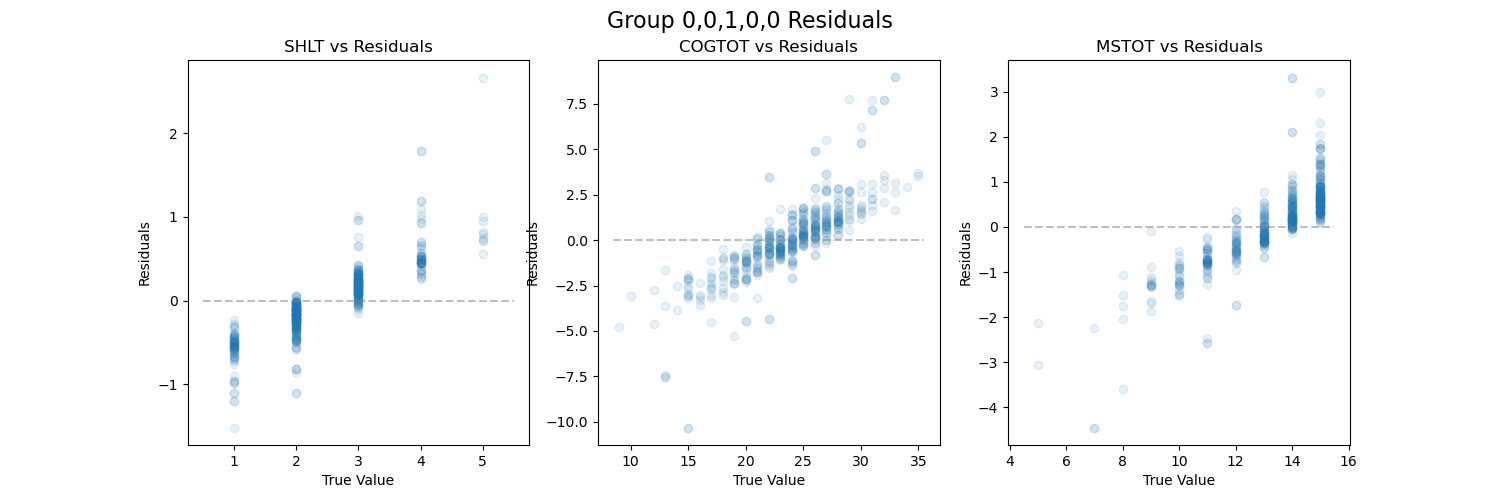 Group 0,0,1,0,0 Residuals
SHLT vs Residuals
Residuals
2
1
0
−1
1 2 3 4 5
True Value
COGTOT vs Residuals
Residuals
7.5
5.0
2.5
0.0
−2.5
−5.0
−7.5
−10.0
10 15 20 25 30 35
True Value
MSTOT vs Residuals
Residuals
3
2
1
0
−1
−2
−3
−4
4 6 8 10 12 14 16
True Value